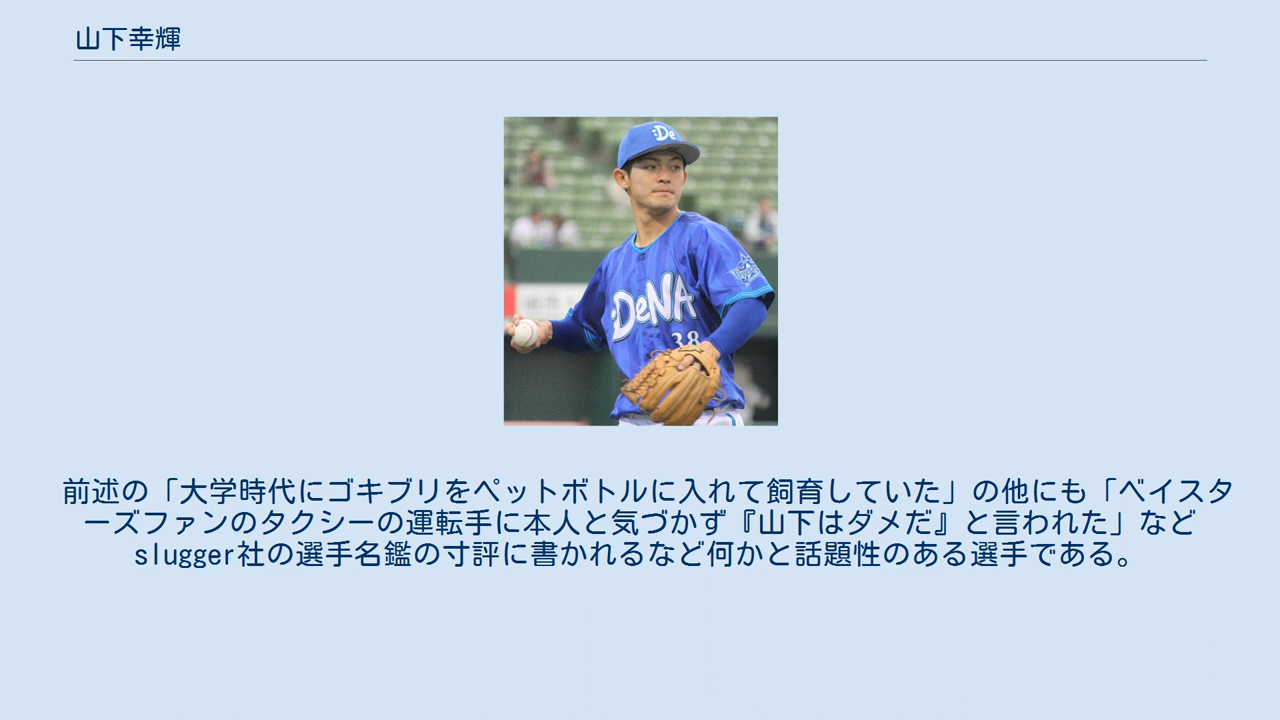 山下幸輝
De
DeNA
38
前述の「大学時代にゴキブリをペットボトルに入れて飼育していた」の他にも「ベイスタ
ーズファンのタクシーの運転手に本人と気づかず『山下はダメだ』と言われた」など
slugger社の選手名鑑の寸評に書かれるなど何かと話題性のある選手である。